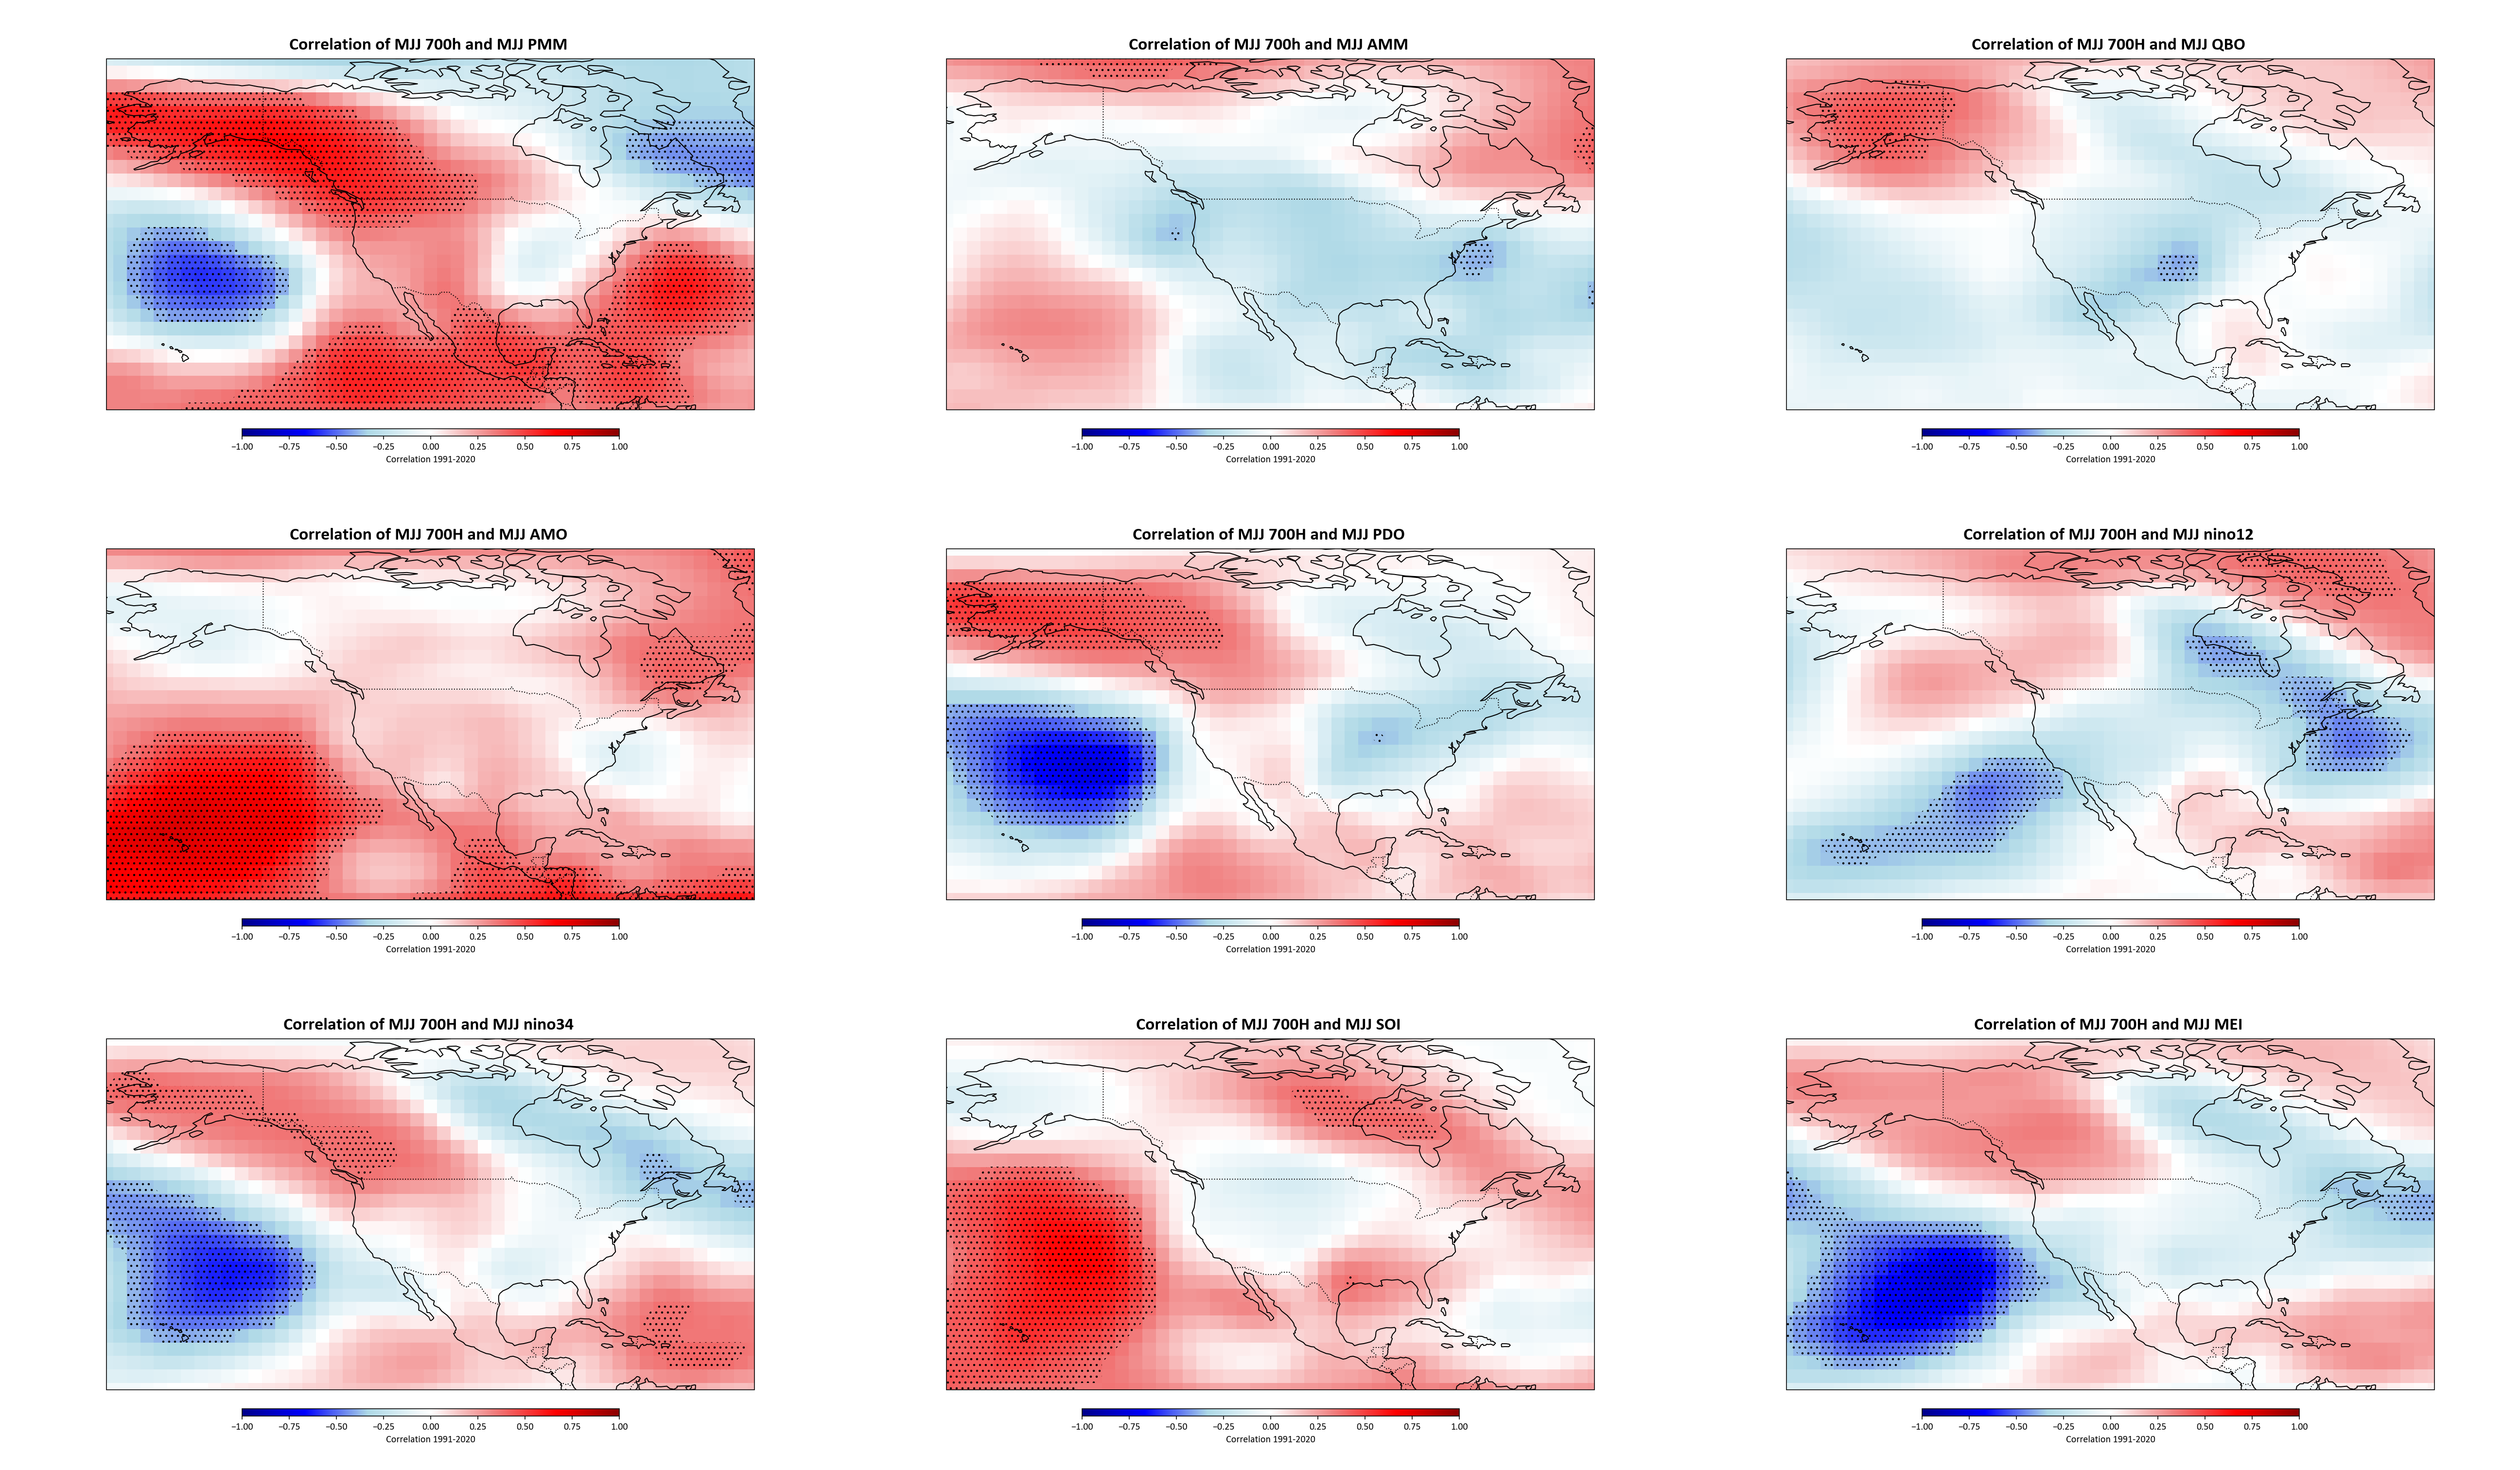 Correlation of MJJ 700h and MJJ PMM
−1.00 −0.75 −0.50 −0.25 0.00 0.25 0.50 0.75 1.00
Correlation 1991-2020
Correlation of MJJ 700h and MJJ AMM
−1.00 −0.75 −0.50 −0.25 0.00 0.25 0.50 0.75 1.00
Correlation 1991-2020
Correlation of MJJ 700H and MJJ QBO
−1.00 −0.75 −0.50 −0.25 0.00 0.25 0.50 0.75 1.00
Correlation 1991-2020
Correlation of MJJ 700H and MJJ AMO
−1.00 −0.75 −0.50 −0.25 0.00 0.25 0.50 0.75 1.00
Correlation 1991-2020
Correlation of MJJ 700H and MJJ PDO
−1.00 −0.75 −0.50 −0.25 0.00 0.25 0.50 0.75 1.00
Correlation 1991-2020
Correlation of MJJ 700H and MJJ nino12
−1.00 −0.75 −0.50 −0.25 0.00 0.25 0.50 0.75 1.00
Correlation 1991-2020
Correlation of MJJ 700H and MJJ nino34
−1.00 −0.75 −0.50 −0.25 0.00 0.25 0.50 0.75 1.00
Correlation 1991-2020
Correlation of MJJ 700H and MJJ SOI
−1.00 −0.75 −0.50 −0.25 0.00 0.25 0.50 0.75 1.00
Correlation 1991-2020
Correlation of MJJ 700H and MJJ MEI
−1.00 −0.75 −0.50 −0.25 0.00 0.25 0.50 0.75 1.00
Correlation 1991-2020